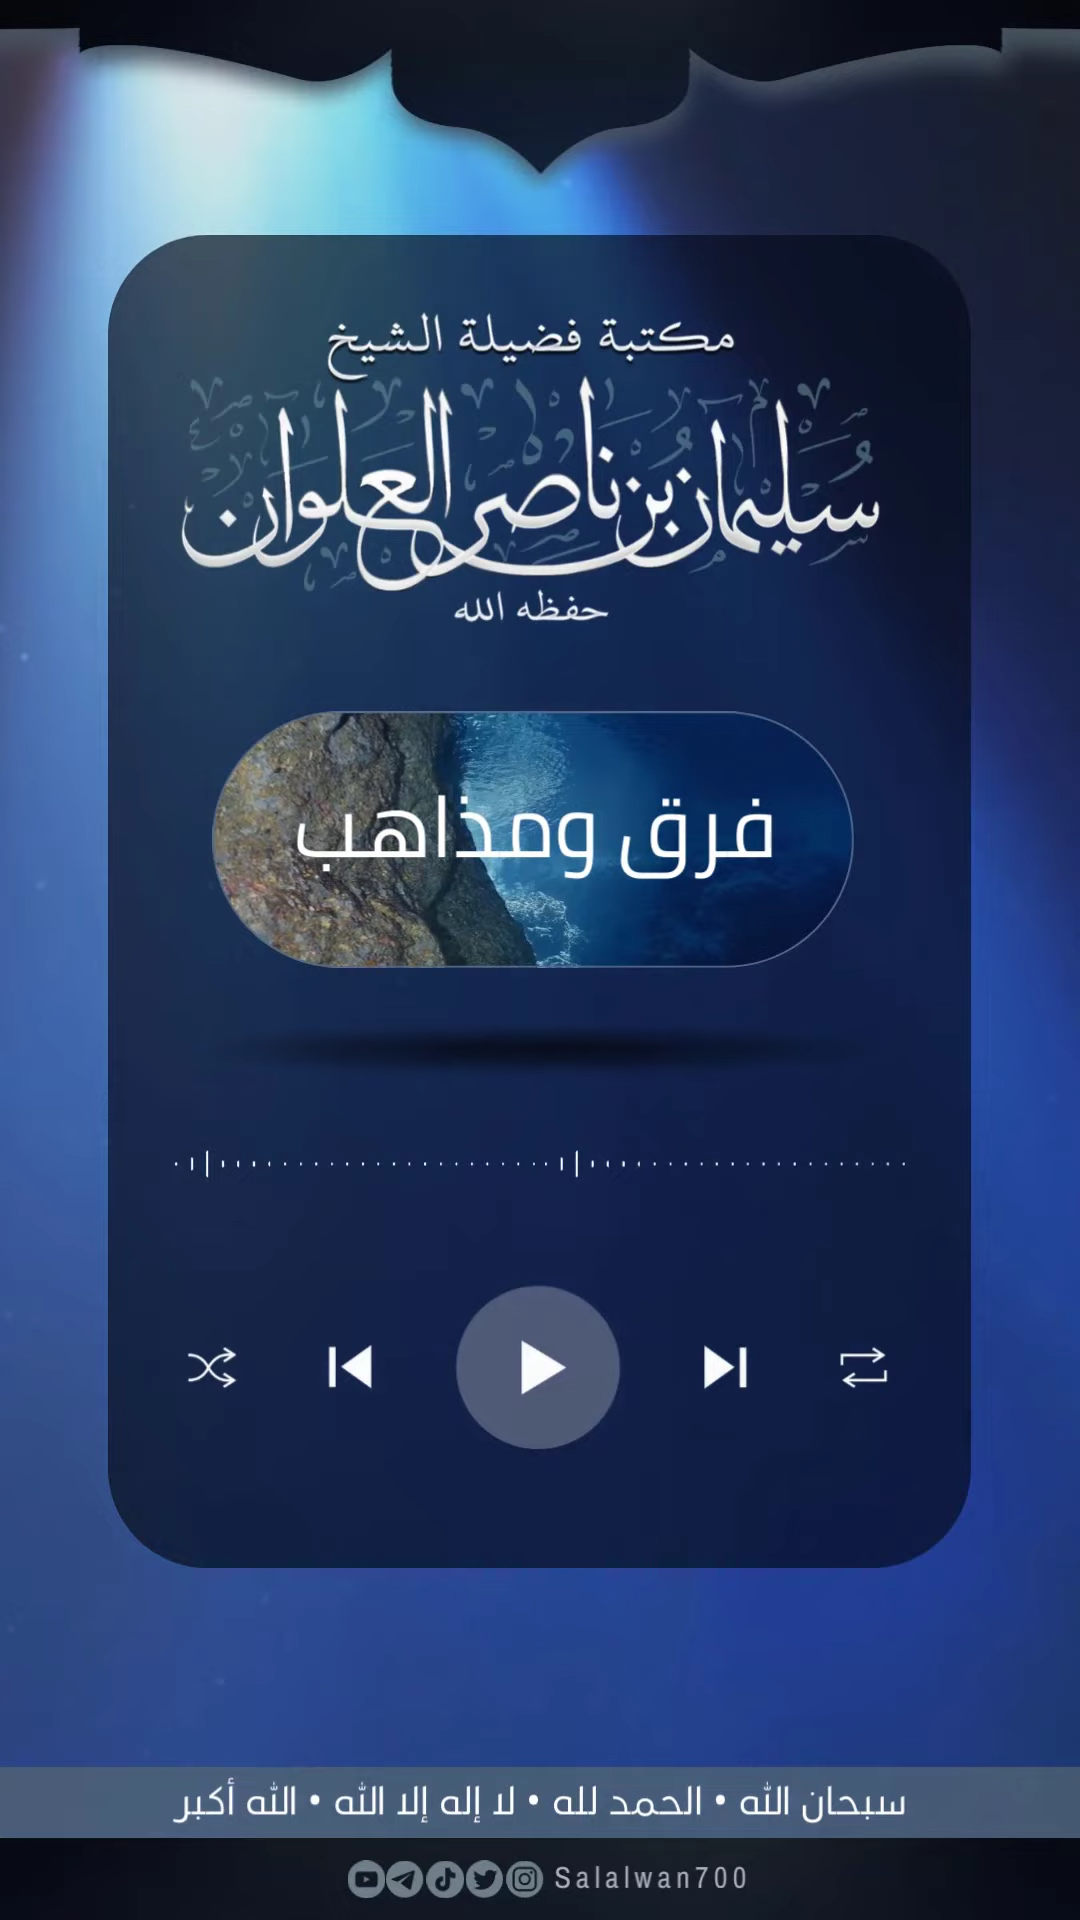 مكتبة فضيلة الشيخ
سليمان بن ناصر العلوان
حفظه الله
فرق ومذاهب
سبحان الله • الحمد لله • لا إله إلا الله • الله أكبر
Salalwan700